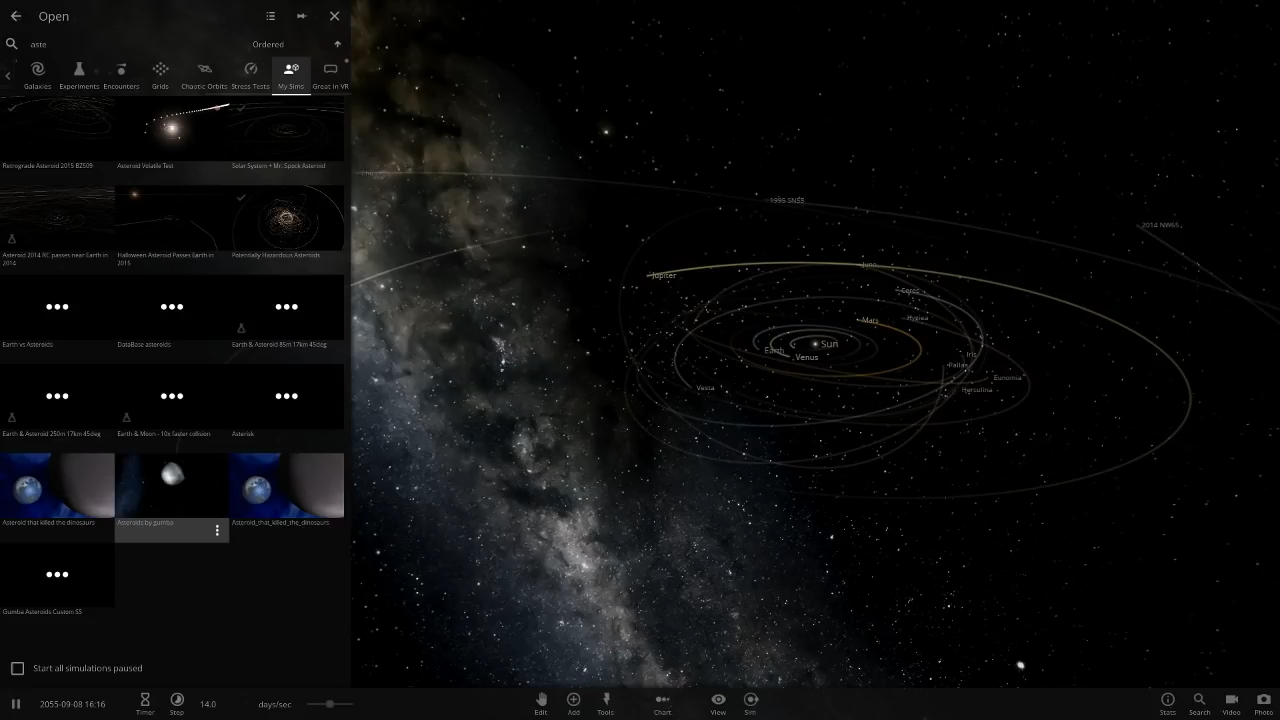 Open
aste
Ordered
Galaxies
Experiments
Encounters
Grids
Chaotic Orbits
Stress Tests
My Sims
Great in VR
Retrograde Asteroid 2015 BZ509
Asteroid Volatile Test
Solar System + Mr. Spock Asteroid
Asteroid 2014 RC passes near Earth in
2014
Halloween Asteroid Passes Earth in
2015
Potentially Hazardous Asteroids
Earth vs Asteroids
DataBase asteroids
Earth & Asteroid 85m 17km 45deg
Earth & Asteroid 250m 17km 45deg
Earth & Moon - 10x faster collision
Asterisk
Asteroid that killed the dinosaurs
Asteroids by gumba
Asteroid_that_killed_the_dinosaurs
Gumba Asteroids Custom SS
Start all simulations paused
1995 SN55
2014 NW65
Juno
Jupiter
Ceres
Hygiea
Mars
Sun
Earth
Venus
Iris
Pallas
Eunomia
Vesta
Herculina
2055-09-08 16:16
Timer
Step
14.0
days/sec
Edit
Add
Tools
Chart
View
Sim
Stats
Search
Video
Photo